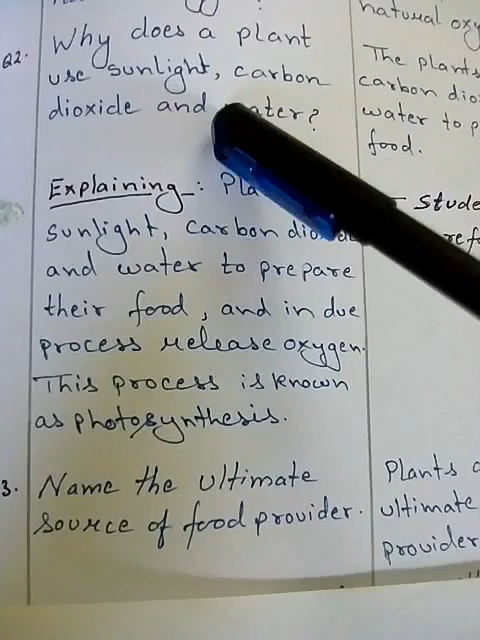 Q2. Why does a plant
use sunlight, carbon
dioxide and water?
Explaining :
sunlight, carbon
and water to prepare
their food, and in due
process release oxygen.
This process is known
as photosynthesis.
3. Name the ultimate
source of food provider.
natural
The plants
carbon
water to
food.
- 
Plants
ultimate
provider